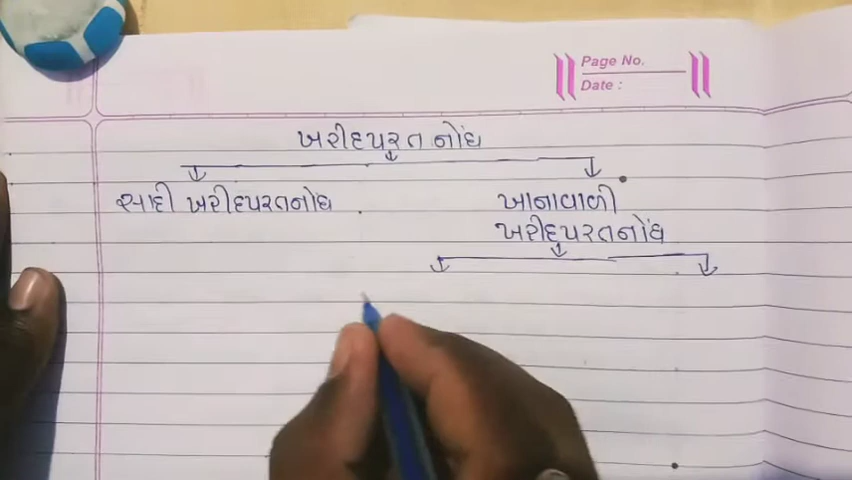 Page No.
Date :
ખરીદપરત નોંધ
સાદી ખરીદપરતનોંધ
ખાનાવાળી
ખરીદપરતનોંધ